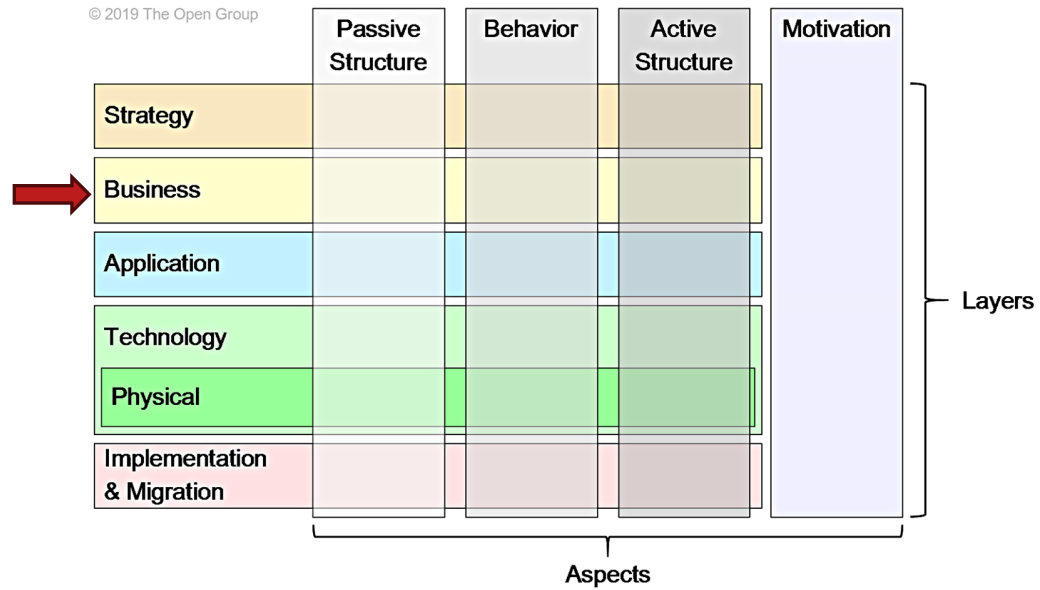 © 2019 The Open Group
Passive
Structure
Behavior
Active
Structure
Motivation
Strategy
Business
Application
Technology
Physical
Implementation
& Migration
Layers
Aspects